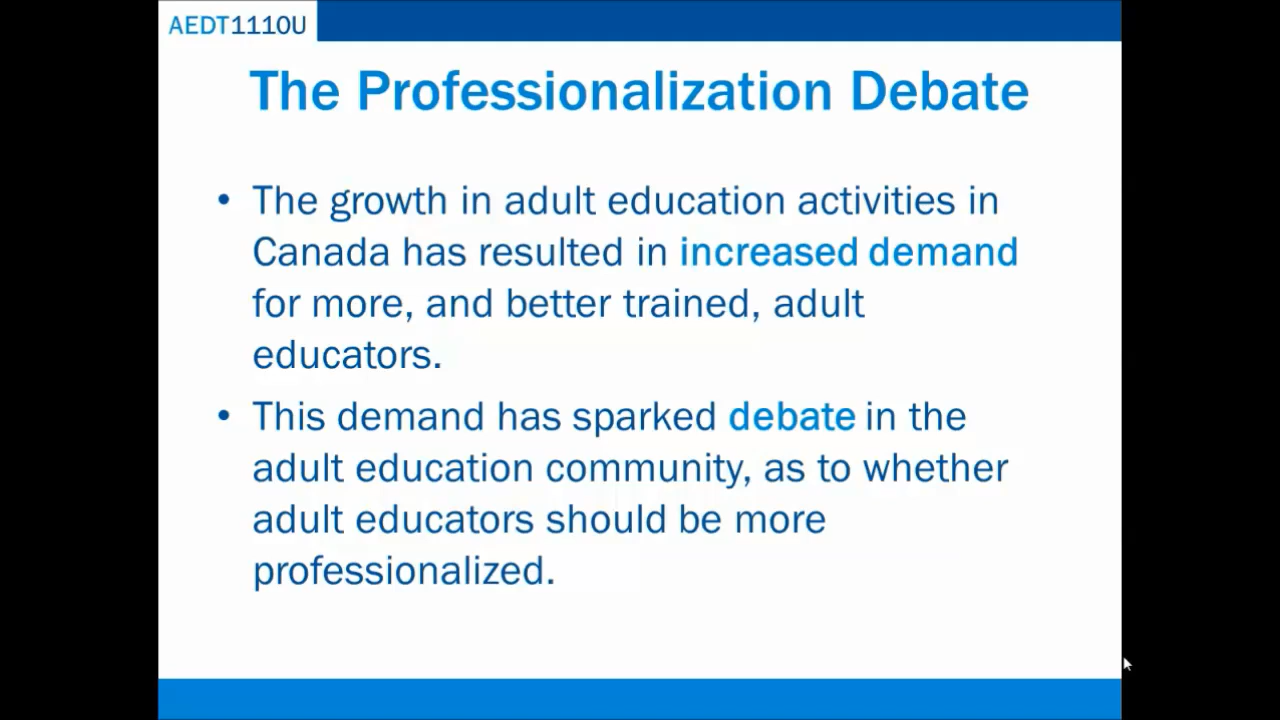 AEDT1110U
The Professionalization Debate
• The growth in adult education activities in
Canada has resulted in increased demand
for more, and better trained, adult
educators.
• This demand has sparked debate in the
adult education community, as to whether
adult educators should be more
professionalized.